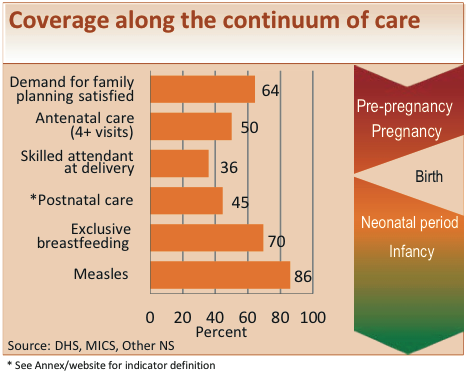 Coverage along the continuum of care
Demand for family
planning satisfied
64
Antenatal care
(4+ visits)
50
Skilled attendant
at delivery
36
*Postnatal care
45
Exclusive
breastfeeding
70
Measles
86
0 20 40 60 80 100
Percent
Pre-pregnancy
Pregnancy
Birth
Neonatal period
Infancy
Source: DHS, MICS, Other NS
* See Annex/website for indicator definition